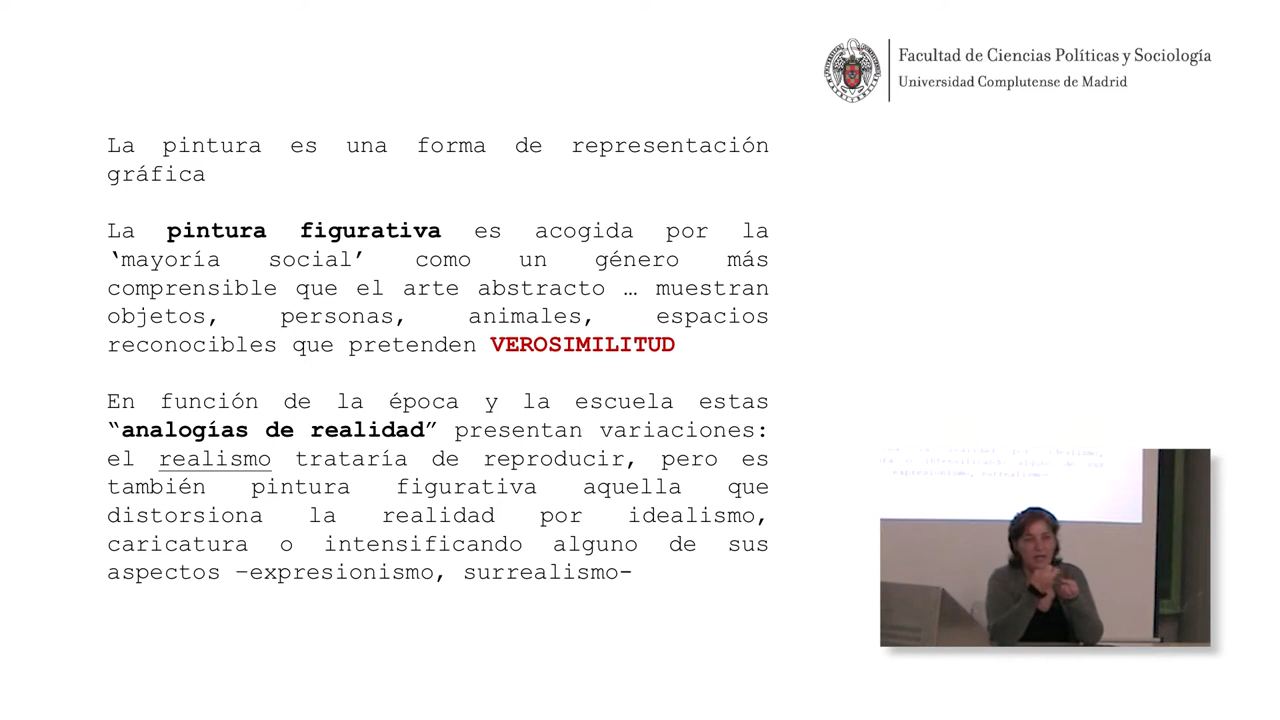 Facultad de Ciencias Políticas y Sociología
Universidad Complutense de Madrid
La pintura es una forma de representación
gráfica
La pintura figurativa es acogida por la
‘mayoría social’ como un género más
comprensible que el arte abstracto … muestran
objetos, personas, animales, espacios
reconocibles que pretenden VEROSIMILITUD
En función de la época y la escuela estas
“analogías de realidad” presentan variaciones:
el realismo trataría de reproducir, pero es
también pintura figurativa aquella que
distorsiona la realidad por idealismo,
caricatura o intensificando alguno de sus
aspectos –expresionismo, surrealismo-